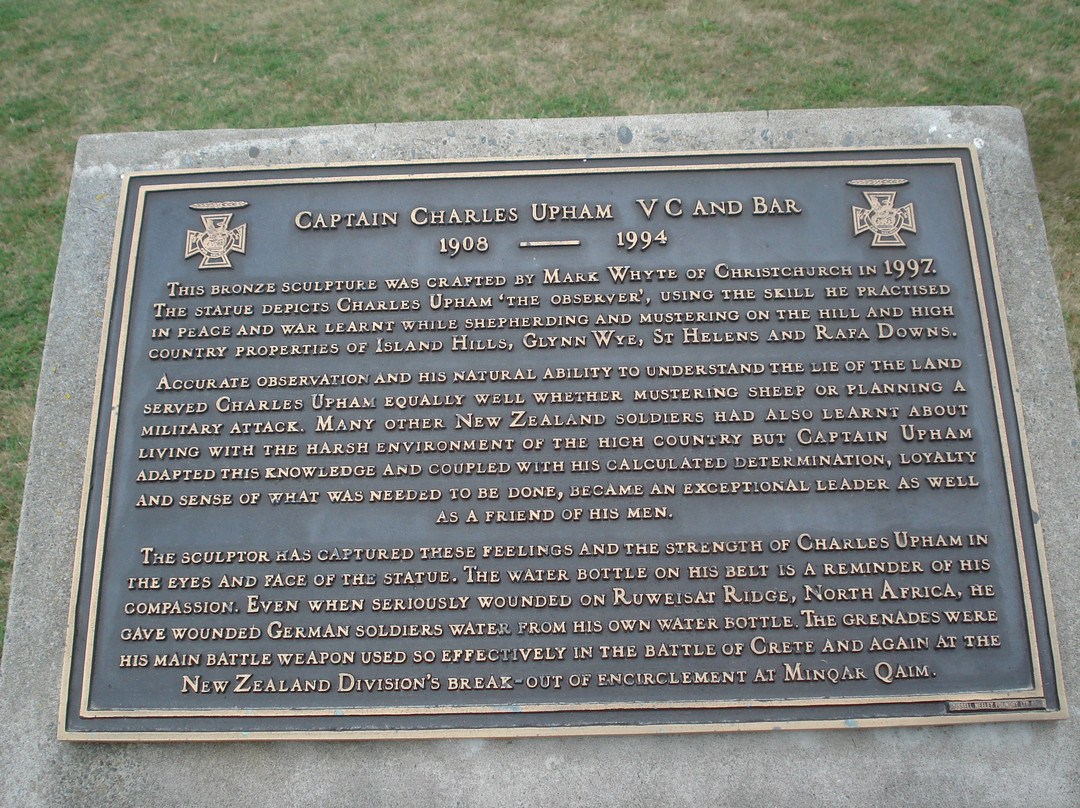 CAPTAIN CHARLES UPHAM VC AND BAR
1908 — 1994
THIS BRONZE SCULPTURE WAS CRAFTED BY MARK WHYTE OF CHRISTCHURCH IN 1997.
THE STATUE DEPICTS CHARLES UPHAM 'THE OBSERVER', USING THE SKILL HE PRACTISED
IN PEACE AND WAR LEARNT WHILE SHEPHERDING AND MUSTERING ON THE HILL AND HIGH
COUNTRY PROPERTIES OF ISLAND HILLS, GLYNN WYE, ST HELENS AND RAFA DOWNS.
ACCURATE OBSERVATION AND HIS NATURAL ABILITY TO UNDERSTAND THE LIE OF THE LAND
SERVED CHARLES UPHAM EQUALLY WELL WHETHER MUSTERING SHEEP OR PLANNING A
MILITARY ATTACK. MANY OTHER NEW ZEALAND SOLDIERS HAD ALSO LEARNT ABOUT
LIVING WITH THE HARSH ENVIRONMENT OF THE HIGH COUNTRY BUT CAPTAIN UPHAM
ADAPTED THIS KNOWLEDGE AND COUPLED WITH HIS CALCULATED DETERMINATION, LOYALTY
AND SENSE OF WHAT WAS NEEDED TO BE DONE, BECAME AN EXCEPTIONAL LEADER AS WELL
AS A FRIEND OF HIS MEN.
THE SCULPTOR HAS CAPTURED THESE FEELINGS AND THE STRENGTH OF CHARLES UPHAM IN
THE EYES AND FACE OF THE STATUE. THE WATER BOTTLE ON HIS BELT IS A REMINDER OF HIS
COMPASSION. EVEN WHEN SERIOUSLY WOUNDED ON RUWEISAT RIDGE, NORTH AFRICA, HE
GAVE WOUNDED GERMAN SOLDIERS WATER FROM HIS OWN WATER BOTTLE. THE GRENADES WERE
HIS MAIN BATTLE WEAPON USED SO EFFECTIVELY IN THE BATTLE OF CRETE AND AGAIN AT THE
NEW ZEALAND DIVISION'S BREAK-OUT OF ENCIRCLEMENT AT MINQAR QAIM.